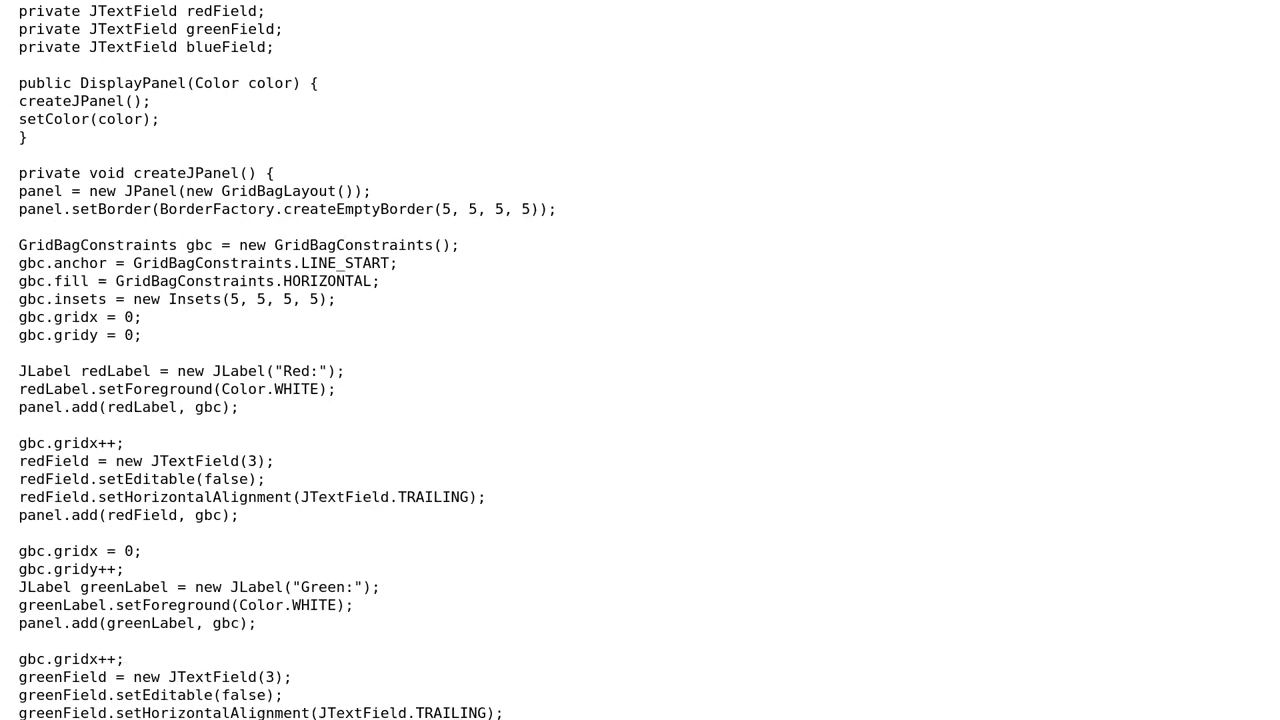 private JTextField redField;
private JTextField greenField;
private JTextField blueField;

public DisplayPanel(Color color) {
createJPanel();
setColor(color);
}

private void createJPanel() {
panel = new JPanel(new GridBagLayout());
panel.setBorder(BorderFactory.createEmptyBorder(5, 5, 5, 5));

GridBagConstraints gbc = new GridBagConstraints();
gbc.anchor = GridBagConstraints.LINE_START;
gbc.fill = GridBagConstraints.HORIZONTAL;
gbc.insets = new Insets(5, 5, 5, 5);
gbc.gridx = 0;
gbc.gridy = 0;

JLabel redLabel = new JLabel("Red:");
redLabel.setForeground(Color.WHITE);
panel.add(redLabel, gbc);

gbc.gridx++;
redField = new JTextField(3);
redField.setEditable(false);
redField.setHorizontalAlignment(JTextField.TRAILING);
panel.add(redField, gbc);

gbc.gridx = 0;
gbc.gridy++;
JLabel greenLabel = new JLabel("Green:");
greenLabel.setForeground(Color.WHITE);
panel.add(greenLabel, gbc);

gbc.gridx++;
greenField = new JTextField(3);
greenField.setEditable(false);
greenField.setHorizontalAlignment(JTextField.TRAILING);